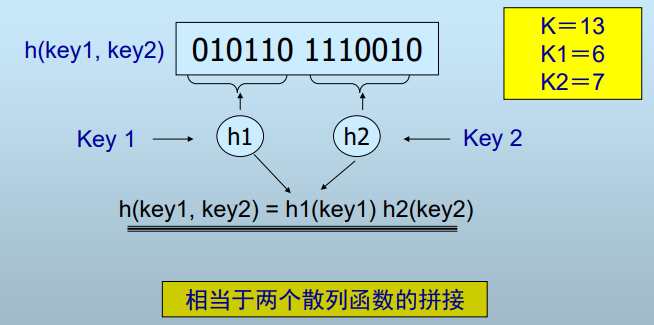 h(key1, key2)
010110 1110010
K＝13
K1＝6
K2＝7
Key 1
h1
h2
Key 2
h(key1, key2) = h1(key1) h2(key2)
相当于两个散列函数的拼接